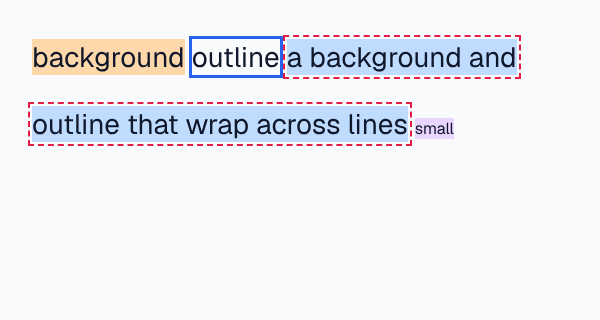 background outline a background and
outline that wrap across lines small